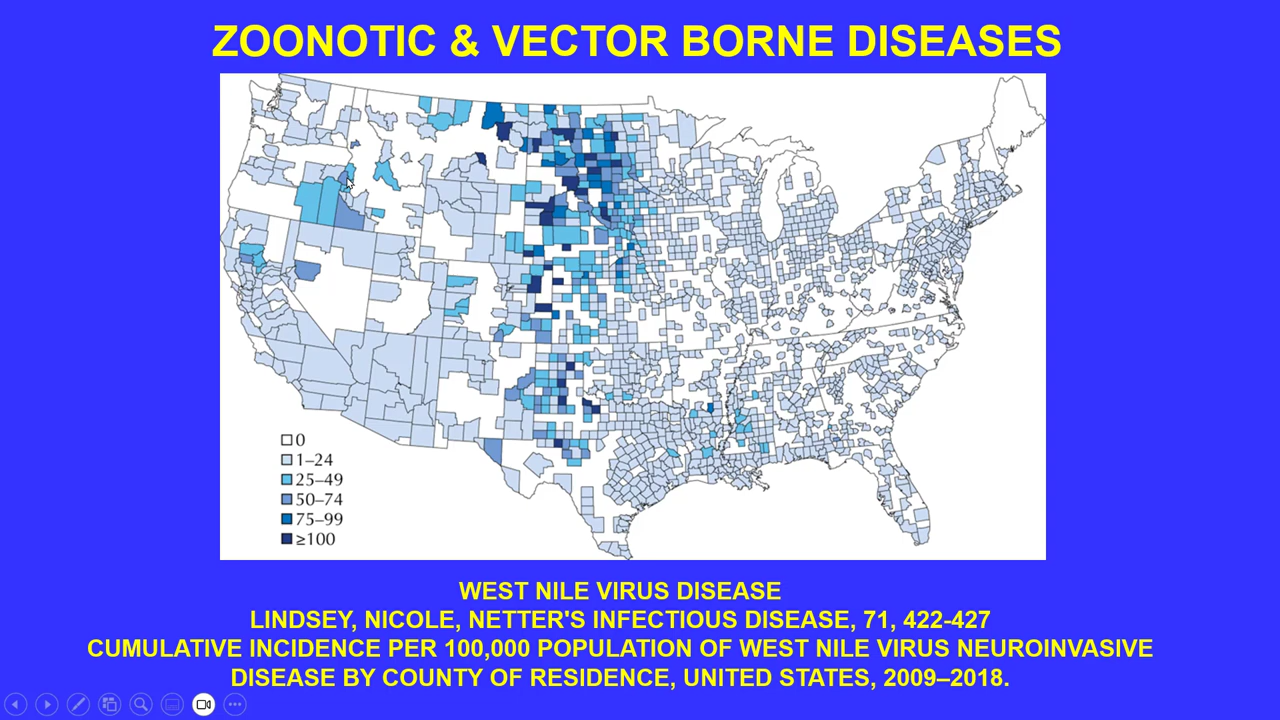 ZOONOTIC & VECTOR BORNE DISEASES
0
1–24
25–49
50–74
75–99
≥100
WEST NILE VIRUS DISEASE
LINDSEY, NICOLE, NETTER'S INFECTIOUS DISEASE, 71, 422-427
CUMULATIVE INCIDENCE PER 100,000 POPULATION OF WEST NILE VIRUS NEUROINVASIVE
DISEASE BY COUNTY OF RESIDENCE, UNITED STATES, 2009–2018.